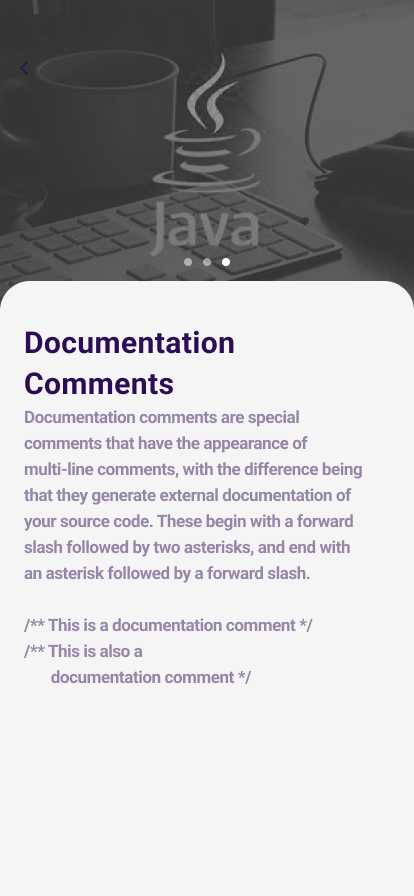 Java
Documentation
Comments
Documentation comments are special
comments that have the appearance of
multi-line comments, with the difference being
that they generate external documentation of
your source code. These begin with a forward
slash followed by two asterisks, and end with
an asterisk followed by a forward slash.
/** This is a documentation comment */
/** This is also a
documentation comment */